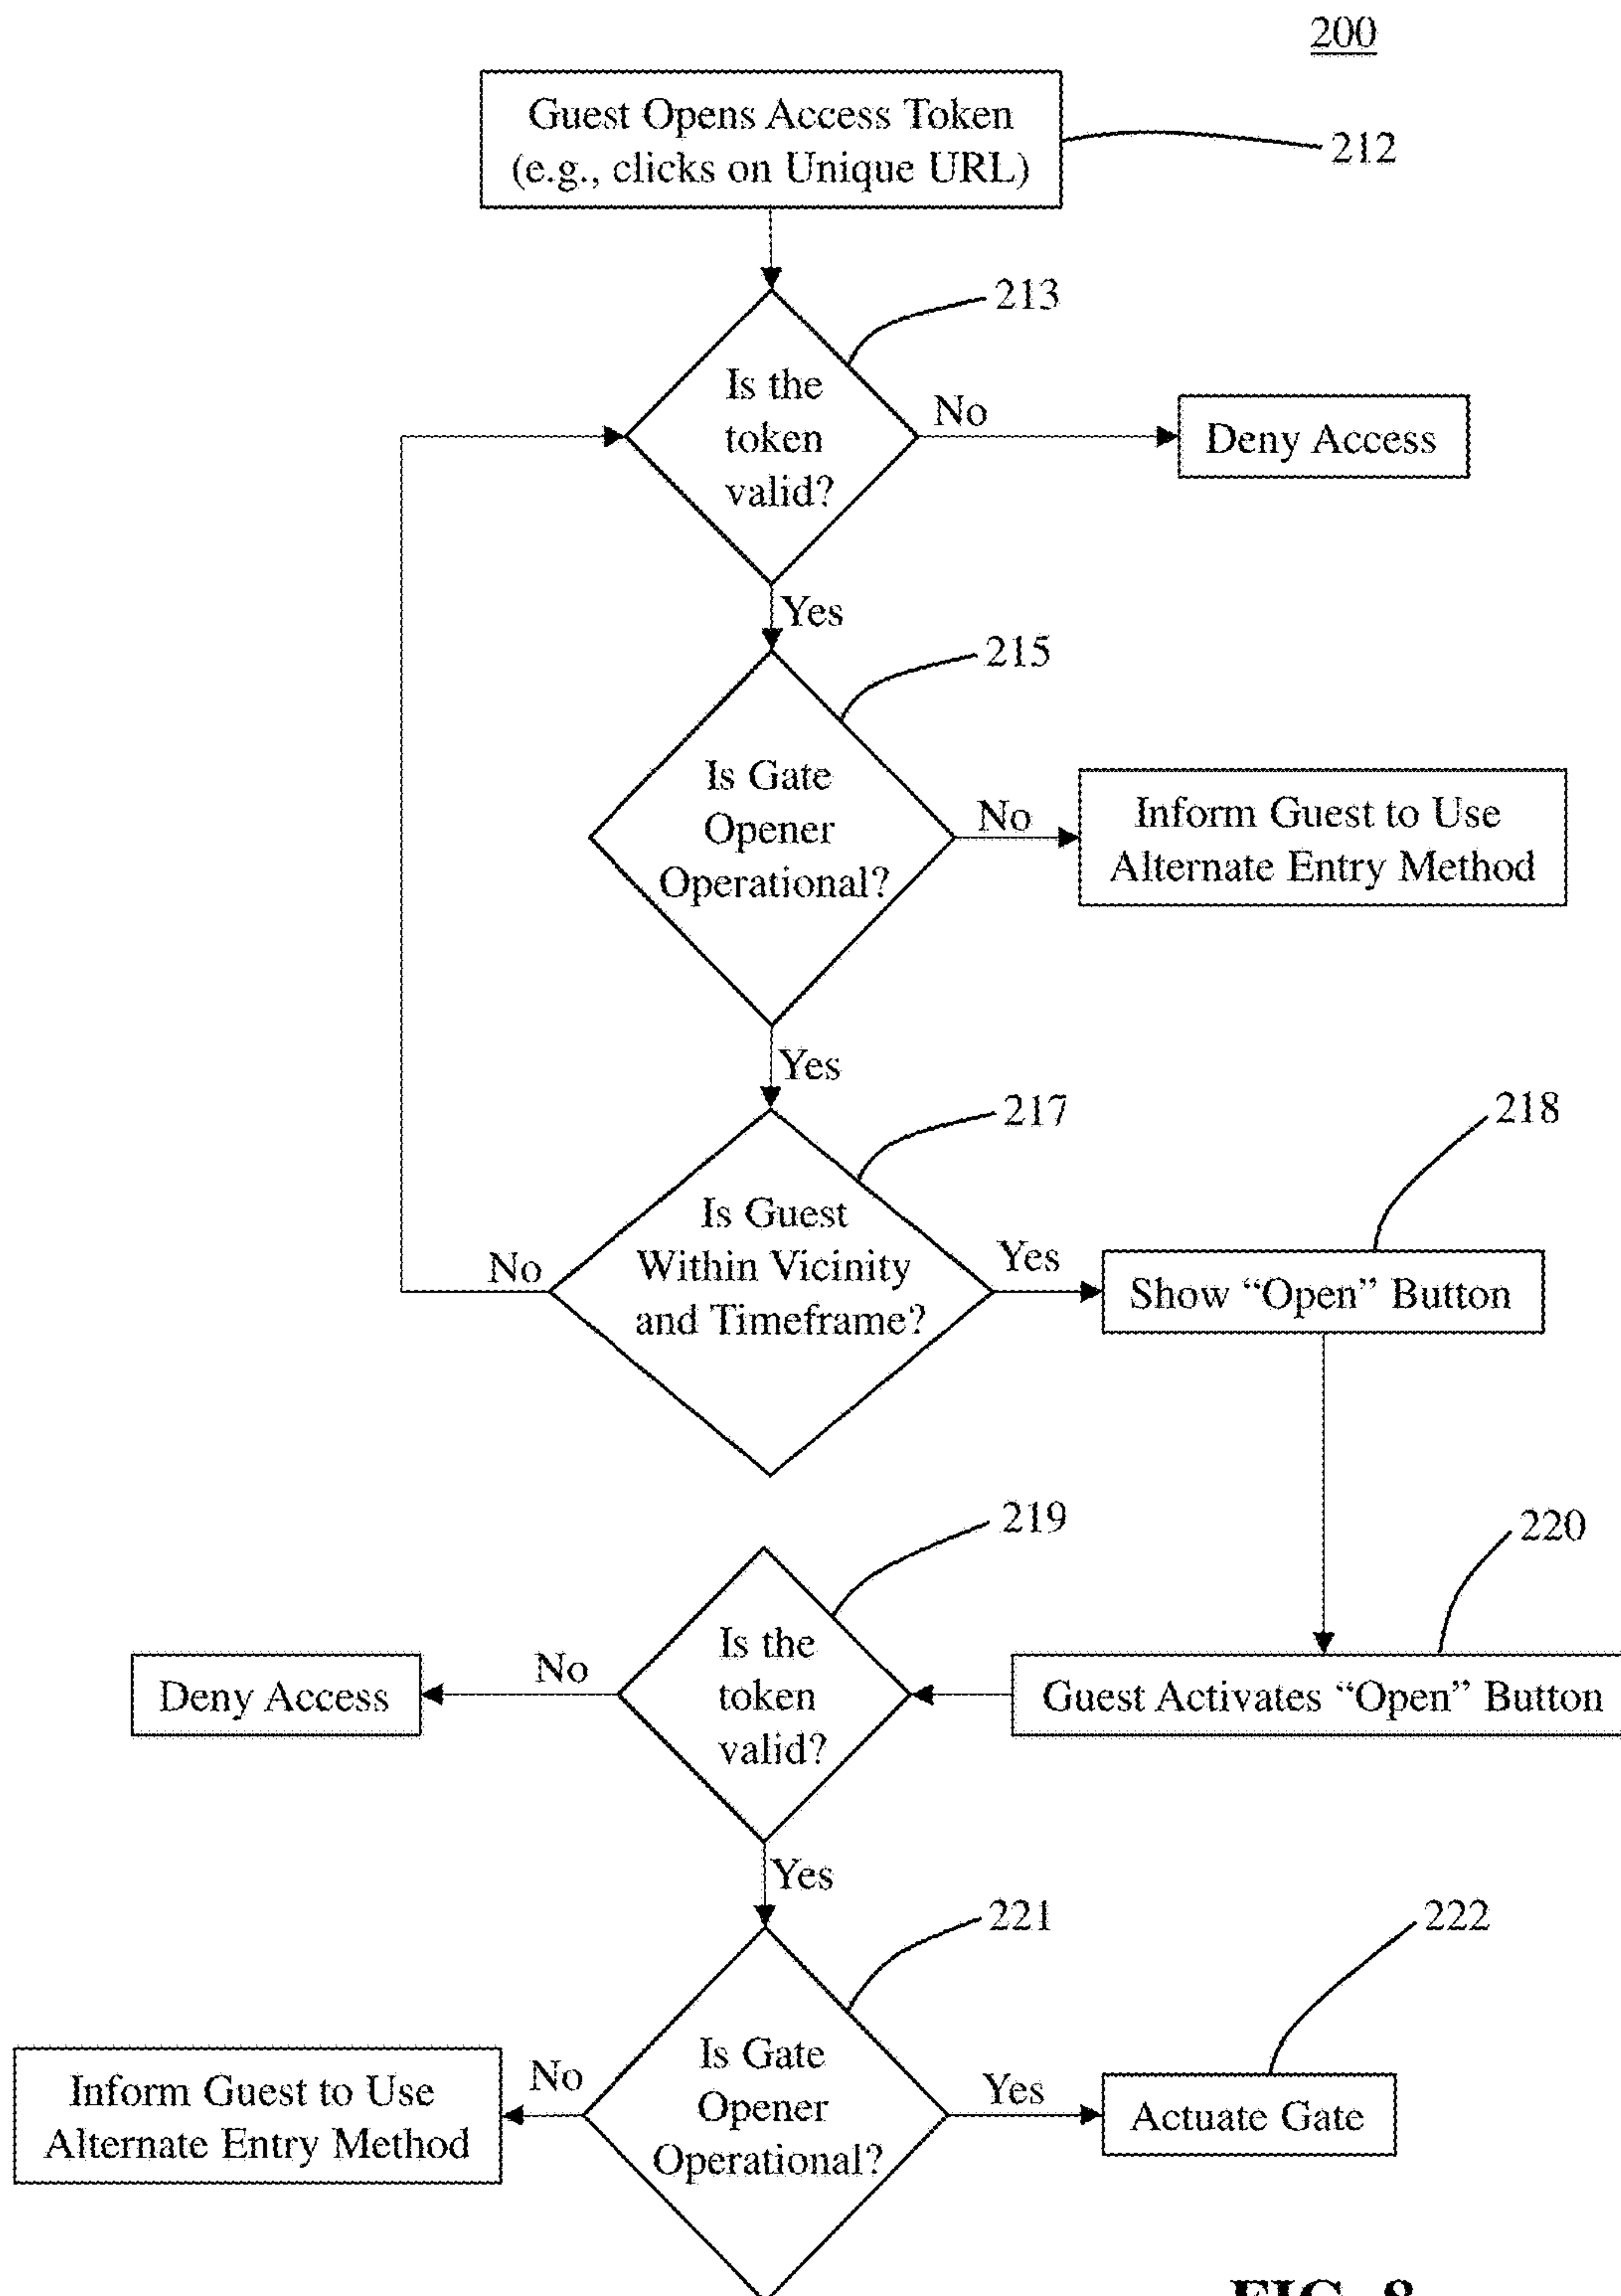 200
Guest Opens Access Token
(e.g., clicks on Unique URL)
212
213
Is the
token
valid?
No
Deny Access
Yes
215
Is Gate
Opener
Operational?
No
Inform Guest to Use
Alternate Entry Method
Yes
217
218
Is Guest
Within Vicinity
and Timeframe?
No
Yes
Show “Open” Button
219
220
Is the
token
valid?
No
Deny Access
Guest Activates “Open” Button
Yes
221
222
Is Gate
Opener
Operational?
No
Inform Guest to Use
Alternate Entry Method
Yes
Actuate Gate
FIG. 8